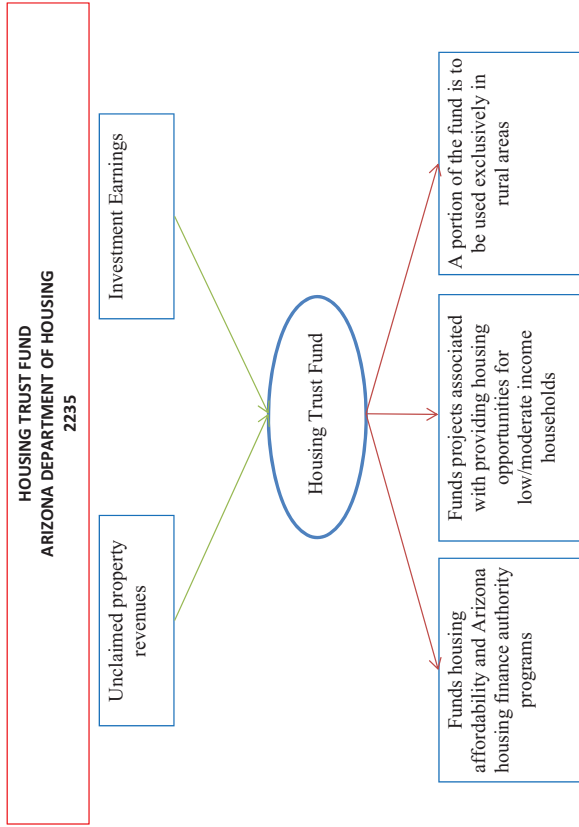 HOUSING TRUST FUND
ARIZONA DEPARTMENT OF HOUSING
2235
Unclaimed property
revenues
Investment Earnings
Housing Trust Fund
Funds housing
affordability and Arizona
housing finance authority
programs
Funds projects associated
with providing housing
opportunities for
low/moderate income
households
A portion of the fund is to
be used exclusively in
rural areas